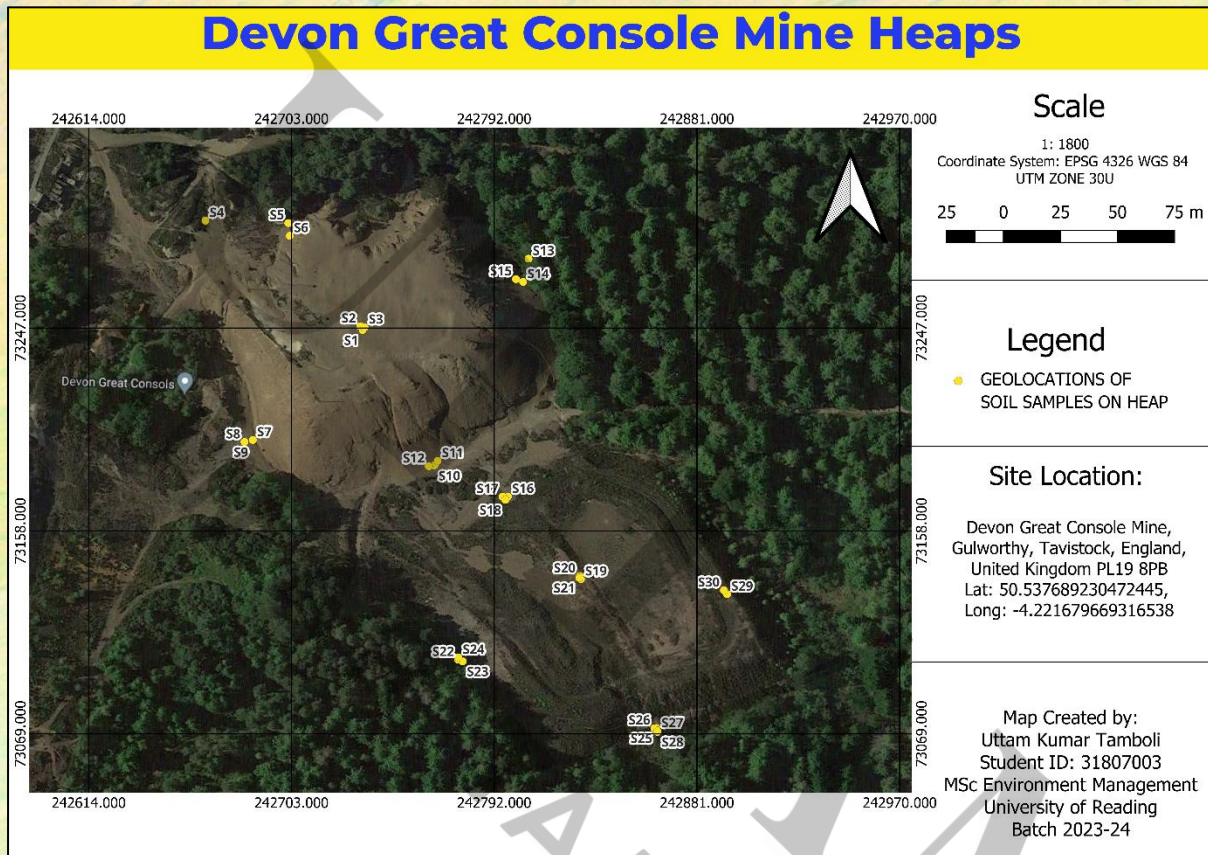 Devon Great Console Mine Heaps
242614.000 242703.000 242792.000 242881.000 242970.000
S4
S5
S6
S13
S15 S14
S2 S3
S1
73247.000 73247.000
Devon Great Consols
S8 S7
S9
S12 S11
S10
S17 S16
S18
73158.000 73158.000
S20 S19
S21
S30 S29
S22 S24
S23
S26 S27
S25 S28
73069.000 73069.000
242614.000 242703.000 242792.000 242881.000 242970.000
Scale
1: 1800
Coordinate System: EPSG 4326 WGS 84
UTM ZONE 30U
25 0 25 50 75 m
Legend
GEOLOCATIONS OF
SOIL SAMPLES ON HEAP
Site Location:
Devon Great Console Mine,
Gulworthy, Tavistock, England,
United Kingdom PL19 8PB
Lat: 50.537689230472445,
Long: -4.221679669316538
Map Created by:
Uttam Kumar Tamboli
Student ID: 31807003
MSc Environment Management
University of Reading
Batch 2023-24